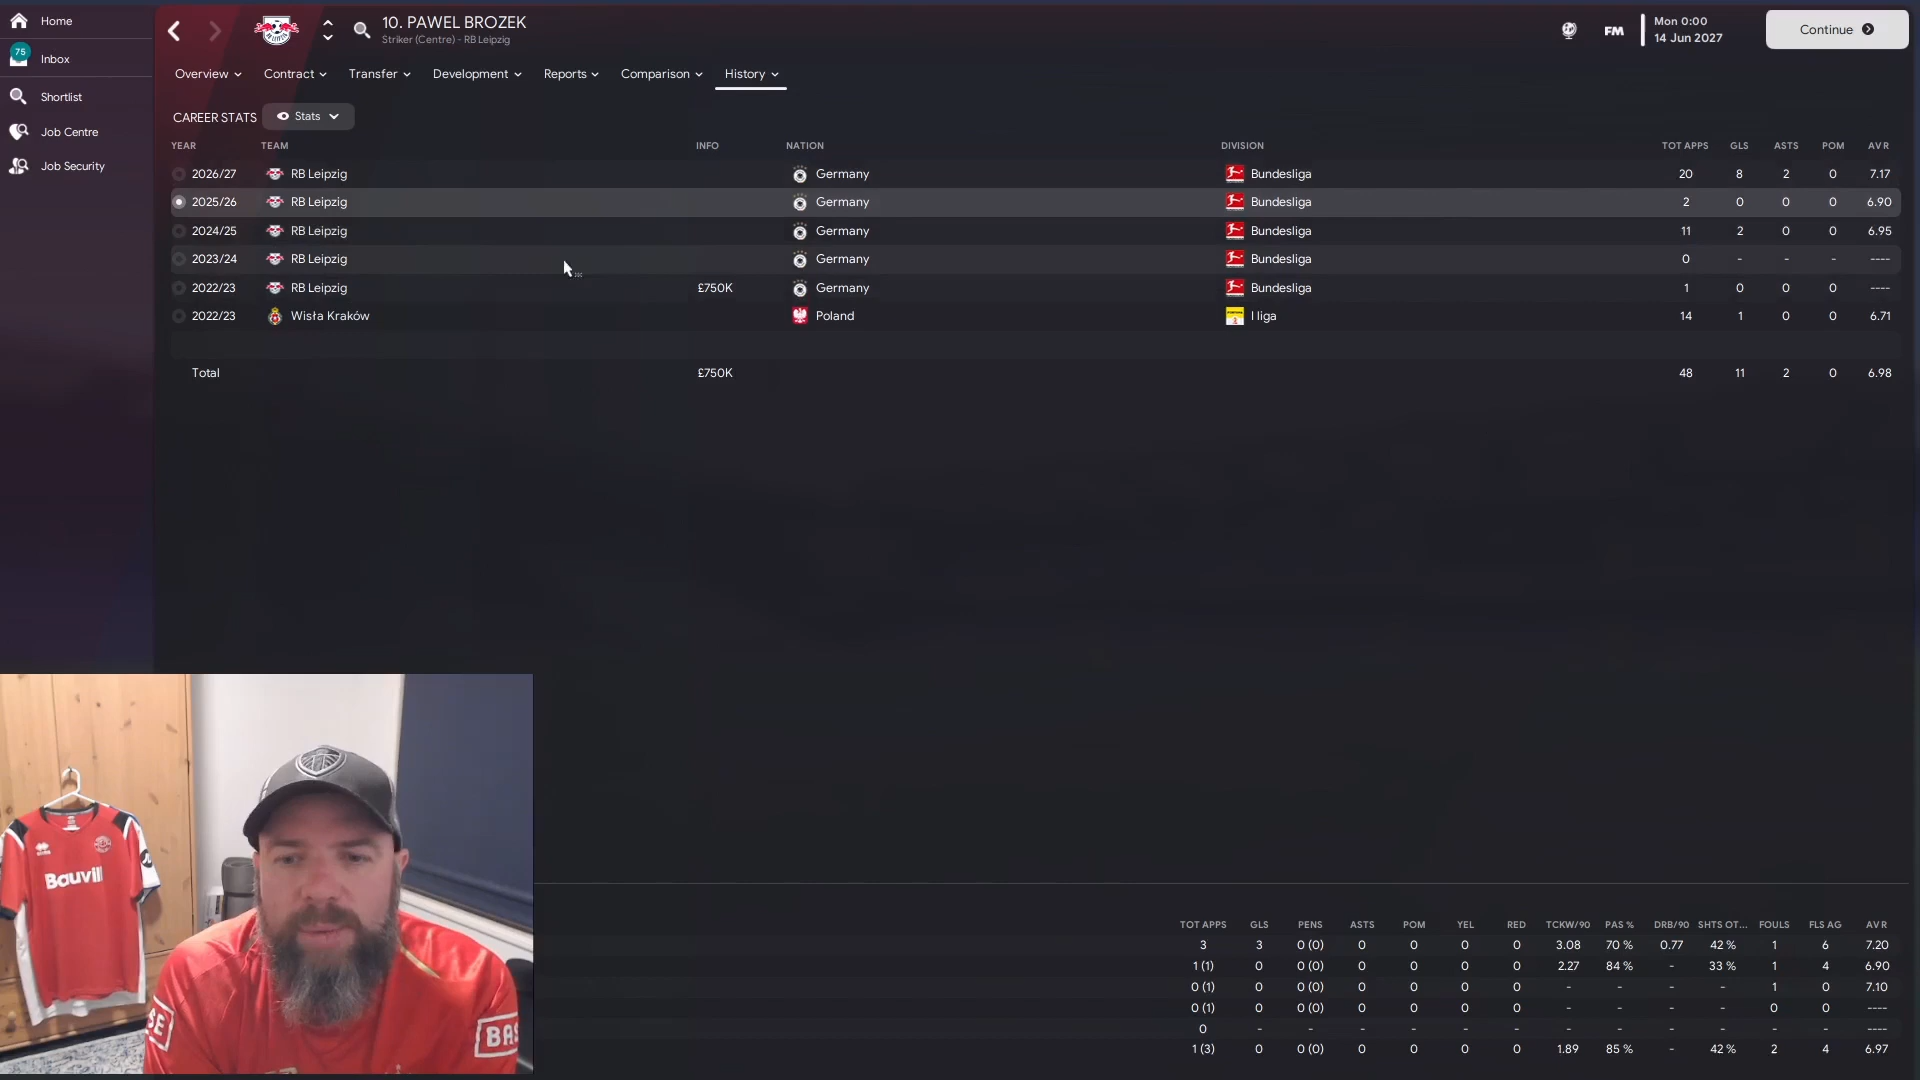 Home
75
Inbox
Shortlist
Job Centre
Job Security
10. PAWEL BROZEK
Striker (Centre) - RB Leipzig
FM
Mon 0:00
14 Jun 2027
Continue
Overview Contract Transfer Development Reports Comparison History
CAREER STATS Stats
YEAR TEAM INFO NATION DIVISION TOT APPS GLS ASTS POM AV R
2026/27 RB Leipzig Germany Bundesliga 20 8 2 0 7.17
2025/26 RB Leipzig Germany Bundesliga 2 0 0 0 6.90
2024/25 RB Leipzig Germany Bundesliga 11 2 0 0 6.95
2023/24 RB Leipzig Germany Bundesliga 0 - - - ----
2022/23 RB Leipzig £750K Germany Bundesliga 1 0 0 0 ----
2022/23 Wisła Kraków Poland I liga 14 1 0 0 6.71
Total £750K 48 11 2 0 6.98
TOT APPS GLS PENS ASTS POM YEL RED TCKW/90 PAS % DRB/90 SHTS OT... FOULS FLS AG AV R
3 3 0 (0) 0 0 0 0 3.08 70 % 0.77 42 % 1 6 7.20
1 (1) 0 0 (0) 0 0 0 0 2.27 84 % - 33 % 1 4 6.90
0 (1) 0 0 (0) 0 0 0 0 - - - - 1 0 7.10
0 (1) 0 0 (0) 0 0 0 0 - - - - 0 0 ----
0 - - - - - - - - - - - - ----
1 (3) 0 0 (0) 0 0 0 0 1.89 85 % - 42 % 2 4 6.97
Bauvill
SE
BAS